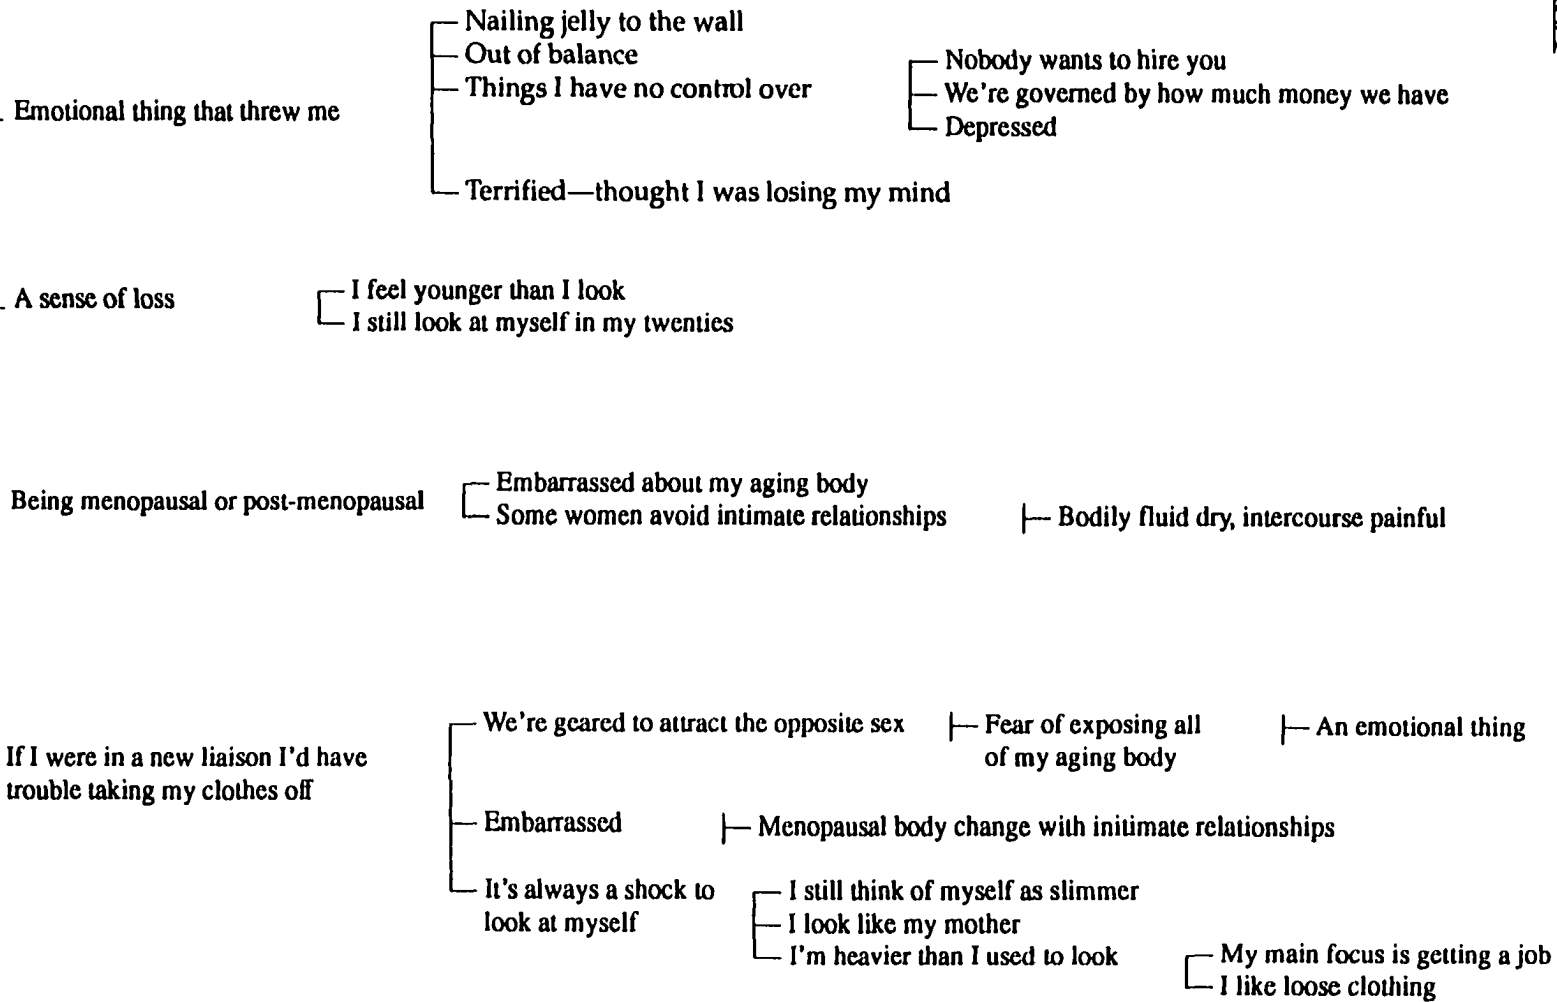 Nailing jelly to the wall
Out of balance
Things I have no control over
Nobody wants to hire you
We're governed by how much money we have
Depressed
Emotional thing that threw me
Terrified—thought I was losing my mind
A sense of loss
I feel younger than I look
I still look at myself in my twenties
Being menopausal or post-menopausal
Embarrassed about my aging body
Some women avoid intimate relationships
Bodily fluid dry, intercourse painful
If I were in a new liaison I'd have
trouble taking my clothes off
We're geared to attract the opposite sex
Fear of exposing all
of my aging body
An emotional thing
Embarrassed
Menopausal body change with initimate relationships
It's always a shock to
look at myself
I still think of myself as slimmer
I look like my mother
I'm heavier than I used to look
My main focus is getting a job
I like loose clothing